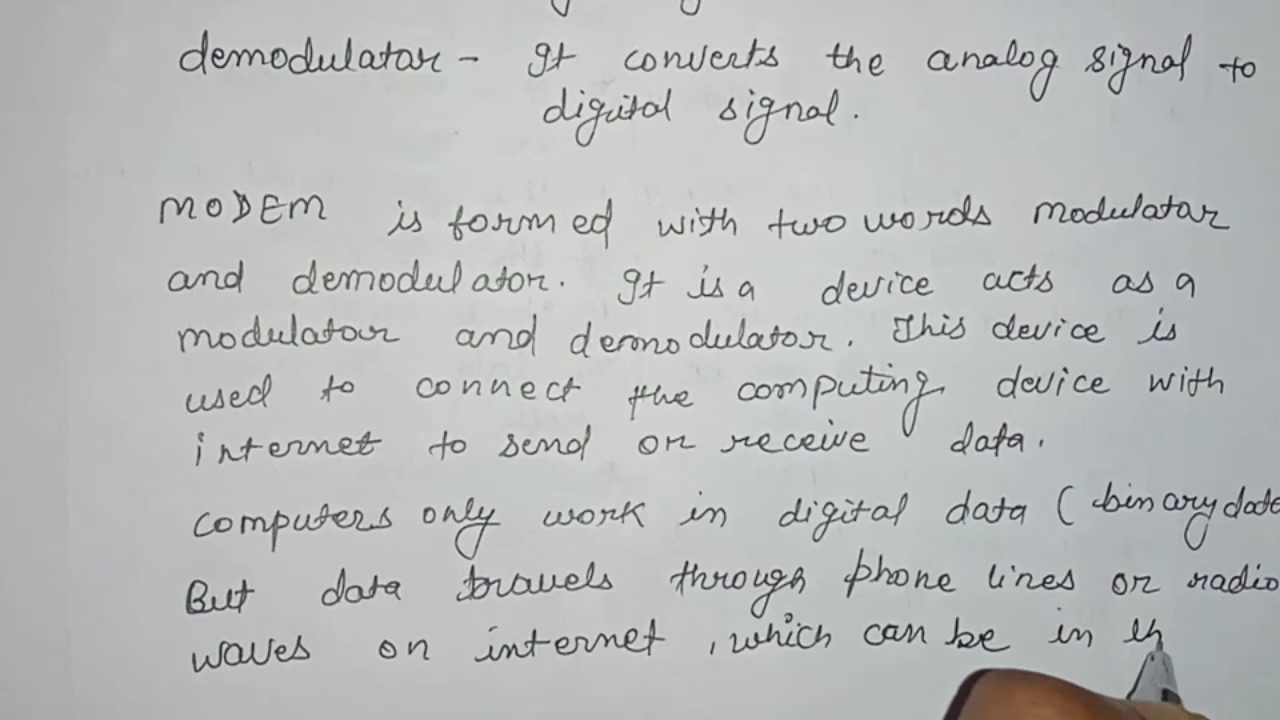 demodulatar - It converts the analog signal to
digital signal.
MODEM is formed with two words modulatar
and demodulator. It is a device acts as a
modulator and demodulator. This device is
used to connect the computing device with
internet to send or receive data.
Computers only work in digital data (binary date
But data travels through phone lines or radio
waves on internet, which can be in th